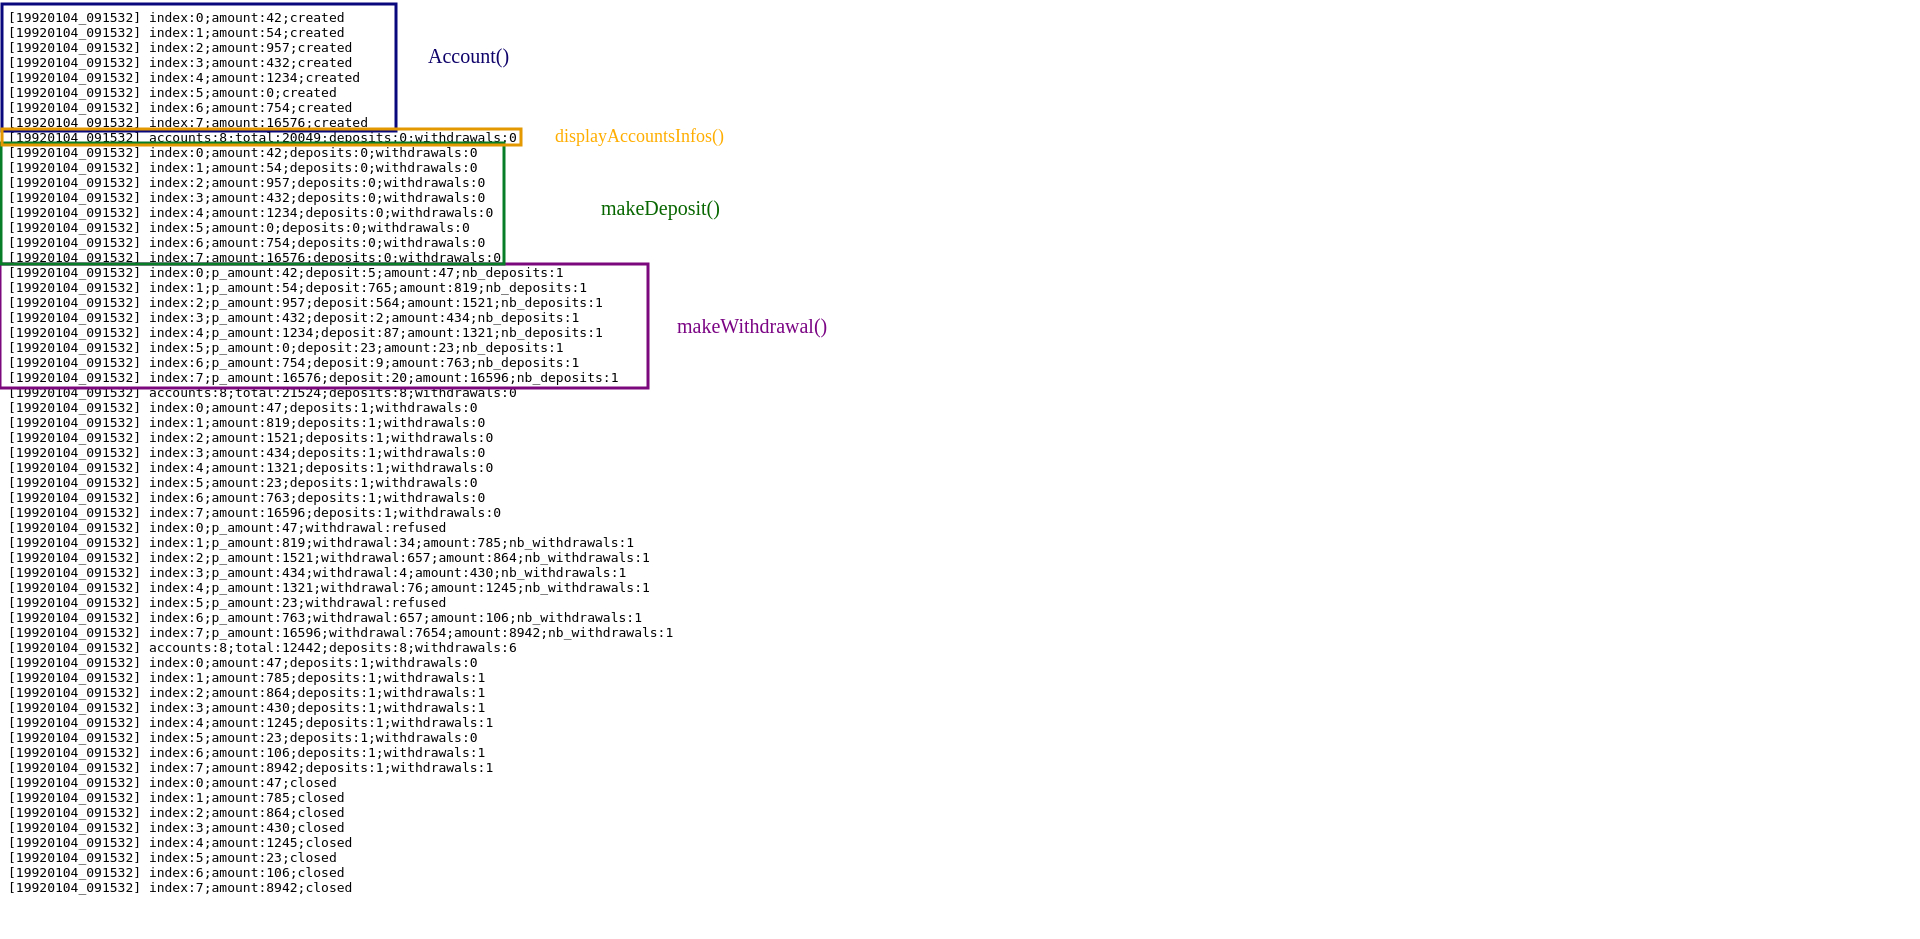 [19920104_091532] index:0;amount:42;created
[19920104_091532] index:1;amount:54;created
[19920104_091532] index:2;amount:957;created
Account()
[19920104_091532] index:3;amount:432;created
[19920104_091532] index:4;amount:1234;created
[19920104_091532] index:5;amount:0;created
[19920104_091532] index:6;amount:754;created
[19920104_091532] index:7;amount:16576;created
[19920104_091532] accounts:8;total:20049;deposits:0;withdrawals:0
displayAccountsInfos()
[19920104_091532] index:0;amount:42;deposits:0;withdrawals:0
[19920104_091532] index:1;amount:54;deposits:0;withdrawals:0
[19920104_091532] index:2;amount:957;deposits:0;withdrawals:0
[19920104_091532] index:3;amount:432;deposits:0;withdrawals:0
[19920104_091532] index:4;amount:1234;deposits:0;withdrawals:0
makeDeposit()
[19920104_091532] index:5;amount:0;deposits:0;withdrawals:0
[19920104_091532] index:6;amount:754;deposits:0;withdrawals:0
[19920104_091532] index:7;amount:16576;deposits:0;withdrawals:0
[19920104_091532] index:0;p_amount:42;deposit:5;amount:47;nb_deposits:1
[19920104_091532] index:1;p_amount:54;deposit:765;amount:819;nb_deposits:1
[19920104_091532] index:2;p_amount:957;deposit:564;amount:1521;nb_deposits:1
[19920104_091532] index:3;p_amount:432;deposit:2;amount:434;nb_deposits:1
makeWithdrawal()
[19920104_091532] index:4;p_amount:1234;deposit:87;amount:1321;nb_deposits:1
[19920104_091532] index:5;p_amount:0;deposit:23;amount:23;nb_deposits:1
[19920104_091532] index:6;p_amount:754;deposit:9;amount:763;nb_deposits:1
[19920104_091532] index:7;p_amount:16576;deposit:20;amount:16596;nb_deposits:1
[19920104_091532] accounts:8;total:21524;deposits:8;withdrawals:0
[19920104_091532] index:0;amount:47;deposits:1;withdrawals:0
[19920104_091532] index:1;amount:819;deposits:1;withdrawals:0
[19920104_091532] index:2;amount:1521;deposits:1;withdrawals:0
[19920104_091532] index:3;amount:434;deposits:1;withdrawals:0
[19920104_091532] index:4;amount:1321;deposits:1;withdrawals:0
[19920104_091532] index:5;amount:23;deposits:1;withdrawals:0
[19920104_091532] index:6;amount:763;deposits:1;withdrawals:0
[19920104_091532] index:7;amount:16596;deposits:1;withdrawals:0
[19920104_091532] index:0;p_amount:47;withdrawal:refused
[19920104_091532] index:1;p_amount:819;withdrawal:34;amount:785;nb_withdrawals:1
[19920104_091532] index:2;p_amount:1521;withdrawal:657;amount:864;nb_withdrawals:1
[19920104_091532] index:3;p_amount:434;withdrawal:4;amount:430;nb_withdrawals:1
[19920104_091532] index:4;p_amount:1321;withdrawal:76;amount:1245;nb_withdrawals:1
[19920104_091532] index:5;p_amount:23;withdrawal:refused
[19920104_091532] index:6;p_amount:763;withdrawal:657;amount:106;nb_withdrawals:1
[19920104_091532] index:7;p_amount:16596;withdrawal:7654;amount:8942;nb_withdrawals:1
[19920104_091532] accounts:8;total:12442;deposits:8;withdrawals:6
[19920104_091532] index:0;amount:47;deposits:1;withdrawals:0
[19920104_091532] index:1;amount:785;deposits:1;withdrawals:1
[19920104_091532] index:2;amount:864;deposits:1;withdrawals:1
[19920104_091532] index:3;amount:430;deposits:1;withdrawals:1
[19920104_091532] index:4;amount:1245;deposits:1;withdrawals:1
[19920104_091532] index:5;amount:23;deposits:1;withdrawals:0
[19920104_091532] index:6;amount:106;deposits:1;withdrawals:1
[19920104_091532] index:7;amount:8942;deposits:1;withdrawals:1
[19920104_091532] index:0;amount:47;closed
[19920104_091532] index:1;amount:785;closed
[19920104_091532] index:2;amount:864;closed
[19920104_091532] index:3;amount:430;closed
[19920104_091532] index:4;amount:1245;closed
[19920104_091532] index:5;amount:23;closed
[19920104_091532] index:6;amount:106;closed
[19920104_091532] index:7;amount:8942;closed